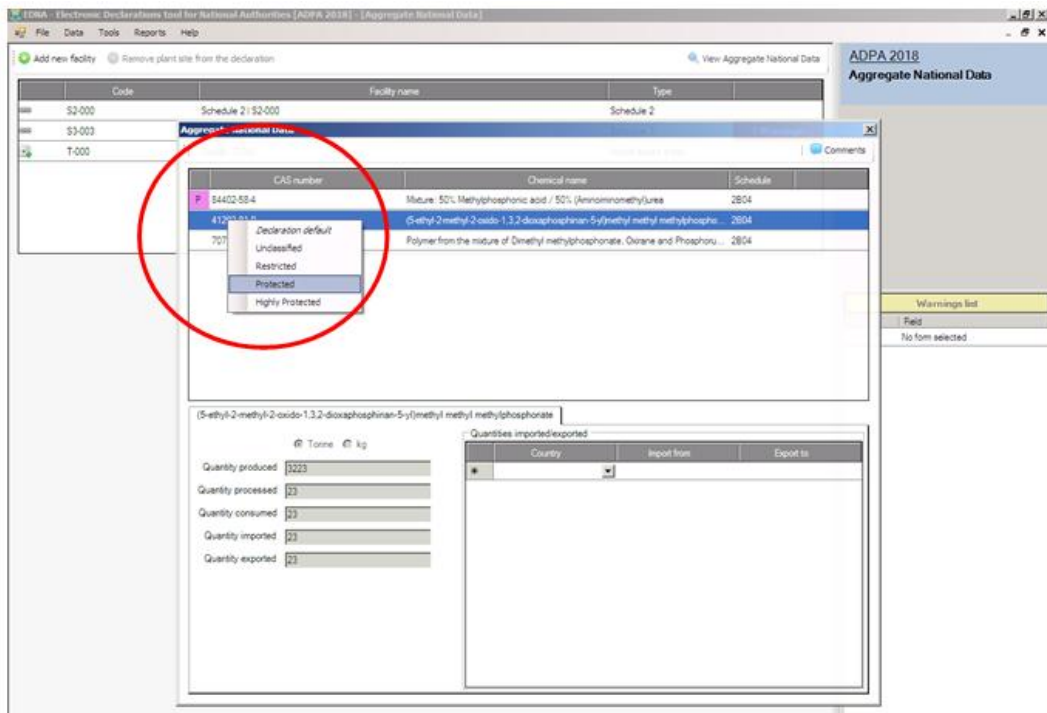 EDNA - Electronic Declarations tool for National Authorities [ADPA 2018] - [Aggregate National Data]
File Data Tools Reports Help
Add new facility Remove plant site from the declaration View Aggregate National Data
ADPA 2018
Aggregate National Data
Code Facility name Type
S2-000 Schedule 2 | S2-000 Schedule 2
S3-003
T-000
Aggregate National Data
Comments
CAS number Chemical name Schedule
P 84402-58-4 Mixture: 50% Methylphosphonic acid / 50% (Aminoiminomethyl)urea 2B04
(5-ethyl-2-methyl-2-oxido-1,3,2-dioxaphosphinan-5-yl)methyl methyl methylphospho... 2B04
707 Polymer from the mixture of Dimethyl methylphosphonate, Oxirane and Phosphoru... 2B04
Declaration default
Unclassified
Restricted
Protected
Highly Protected
Warnings list
Field
No form selected
(5-ethyl-2-methyl-2-oxido-1,3,2-dioxaphosphinan-5-yl)methyl methyl methylphosphonate
Tonne kg
Quantity produced 3223
Quantity processed 23
Quantity consumed 23
Quantity imported 23
Quantity exported 23
Quantities imported/exported
Country Import from Export to